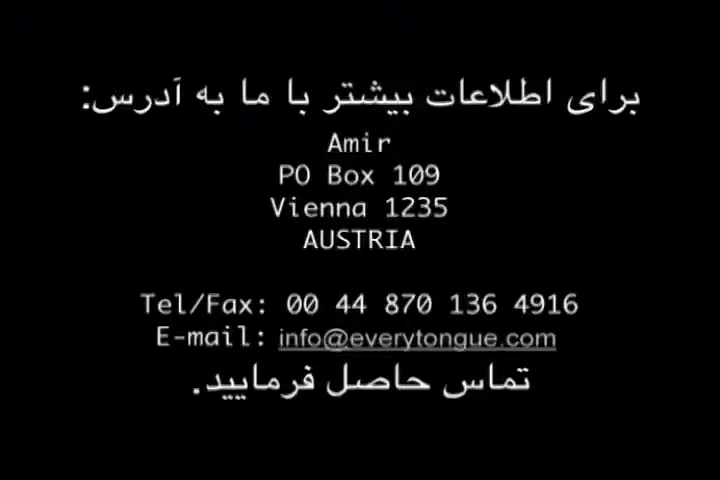 برای اطلاعات بیشتر با ما به آدرس:
Amir
PO Box 109
Vienna 1235
AUSTRIA
Tel/Fax: 00 44 870 136 4916
E-mail: info@everytongue.com
تماس حاصل فرمایید.